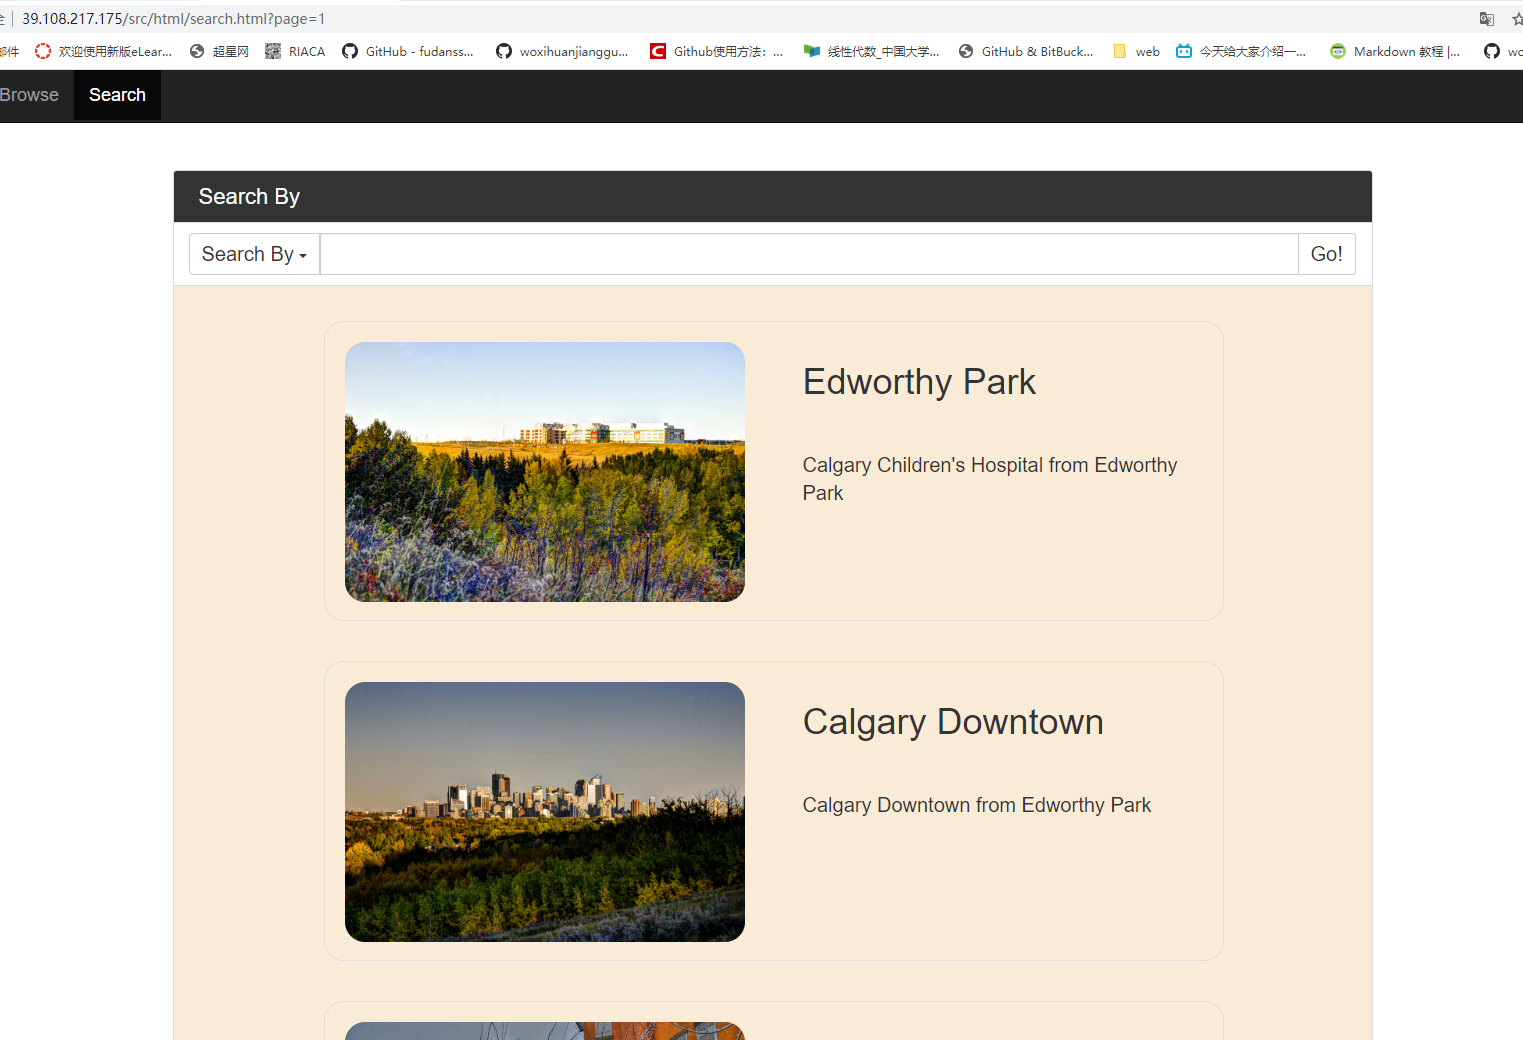 39.108.217.175/src/html/search.html?page=1
邮件 欢迎使用新版eLear... 超星网 RIACA GitHub - fudanss... woxihuanjianggu... Github使用方法：... 线性代数_中国大学... GitHub & BitBuck... web 今天给大家介绍一... Markdown 教程 |... wo
Browse Search
Search By
Search By Go!
Edworthy Park
Calgary Children's Hospital from Edworthy
Park
Calgary Downtown
Calgary Downtown from Edworthy Park